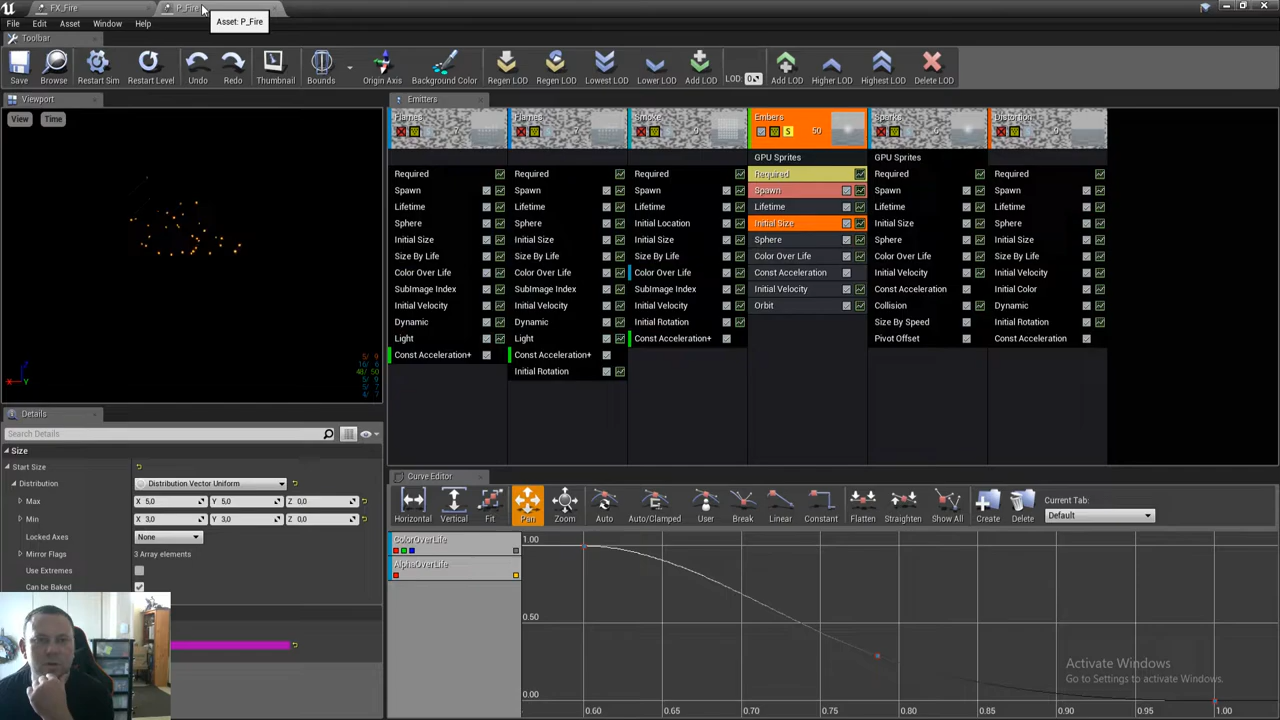 FX_Fire
P_Fire
Asset: P_Fire
File Edit Asset Window Help
Toolbar
Save
Browse
Restart Sim
Restart Level
Undo
Redo
Thumbnail
Bounds
Origin Axis
Background Color
Regen LOD
Regen LOD
Lowest LOD
Lower LOD
Add LOD
LOD: 0
Add LOD
Higher LOD
Highest LOD
Delete LOD
Viewport
View
Time
Emitters
Flames
7
Required
Spawn
Lifetime
Sphere
Initial Size
Size By Life
Color Over Life
SubImage Index
Initial Velocity
Dynamic
Light
Const Acceleration+
Flames
7
Required
Spawn
Lifetime
Sphere
Initial Size
Size By Life
Color Over Life
SubImage Index
Initial Velocity
Dynamic
Light
Const Acceleration+
Initial Rotation
Smoke
Required
Spawn
Lifetime
Initial Location
Initial Size
Size By Life
Color Over Life
SubImage Index
Initial Velocity
Initial Rotation
Const Acceleration+
Embers
S
50
GPU Sprites
Required
Spawn
Lifetime
Initial Size
Sphere
Color Over Life
Const Acceleration
Initial Velocity
Orbit
Sparks
GPU Sprites
Required
Spawn
Lifetime
Initial Size
Sphere
Color Over Life
Initial Velocity
Const Acceleration
Collision
Size By Speed
Pivot Offset
Distortion
Required
Spawn
Lifetime
Sphere
Initial Size
Size By Life
Initial Velocity
Initial Color
Dynamic
Initial Rotation
Const Acceleration
Z
Y
Details
Search Details
Size
Start Size
Distribution
Distribution Vector Uniform
Max
X 5,0
Y 5,0
Z 0,0
Min
X 3,0
Y 3,0
Z 0,0
Locked Axes
None
Mirror Flags
3 Array elements
Use Extremes
Can be Baked
Curve Editor
Horizontal
Vertical
Fit
Pan
Zoom
Auto
Auto/Clamped
User
Break
Linear
Constant
Flatten
Straighten
Show All
Create
Delete
Current Tab:
Default
ColorOverLife
AlphaOverLife
1.00
0.50
0.00
0.60
0.65
0.70
0.75
0.80
0.85
0.90
0.95
1.00
Activate Windows
Go to Settings to activate Windows.